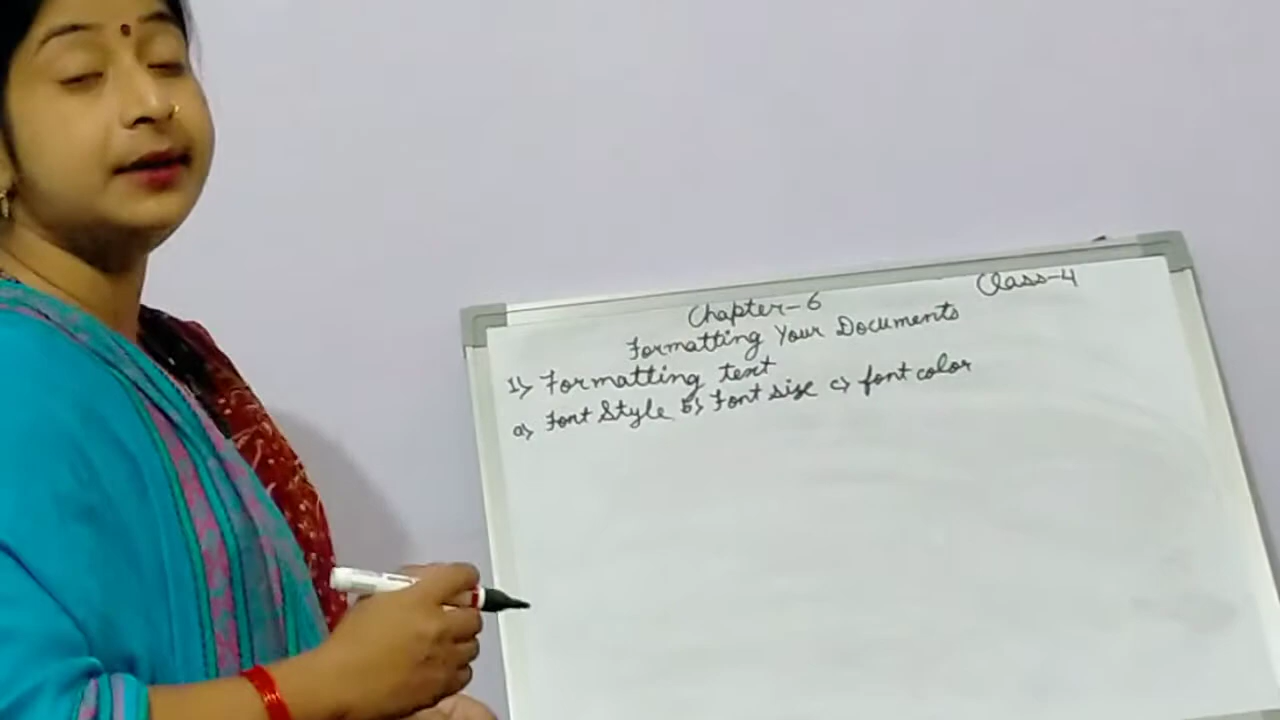 Class-4
Chapter-6
Formatting Your Documents
1) Formatting text
a) Font Style b) Font size c) font color